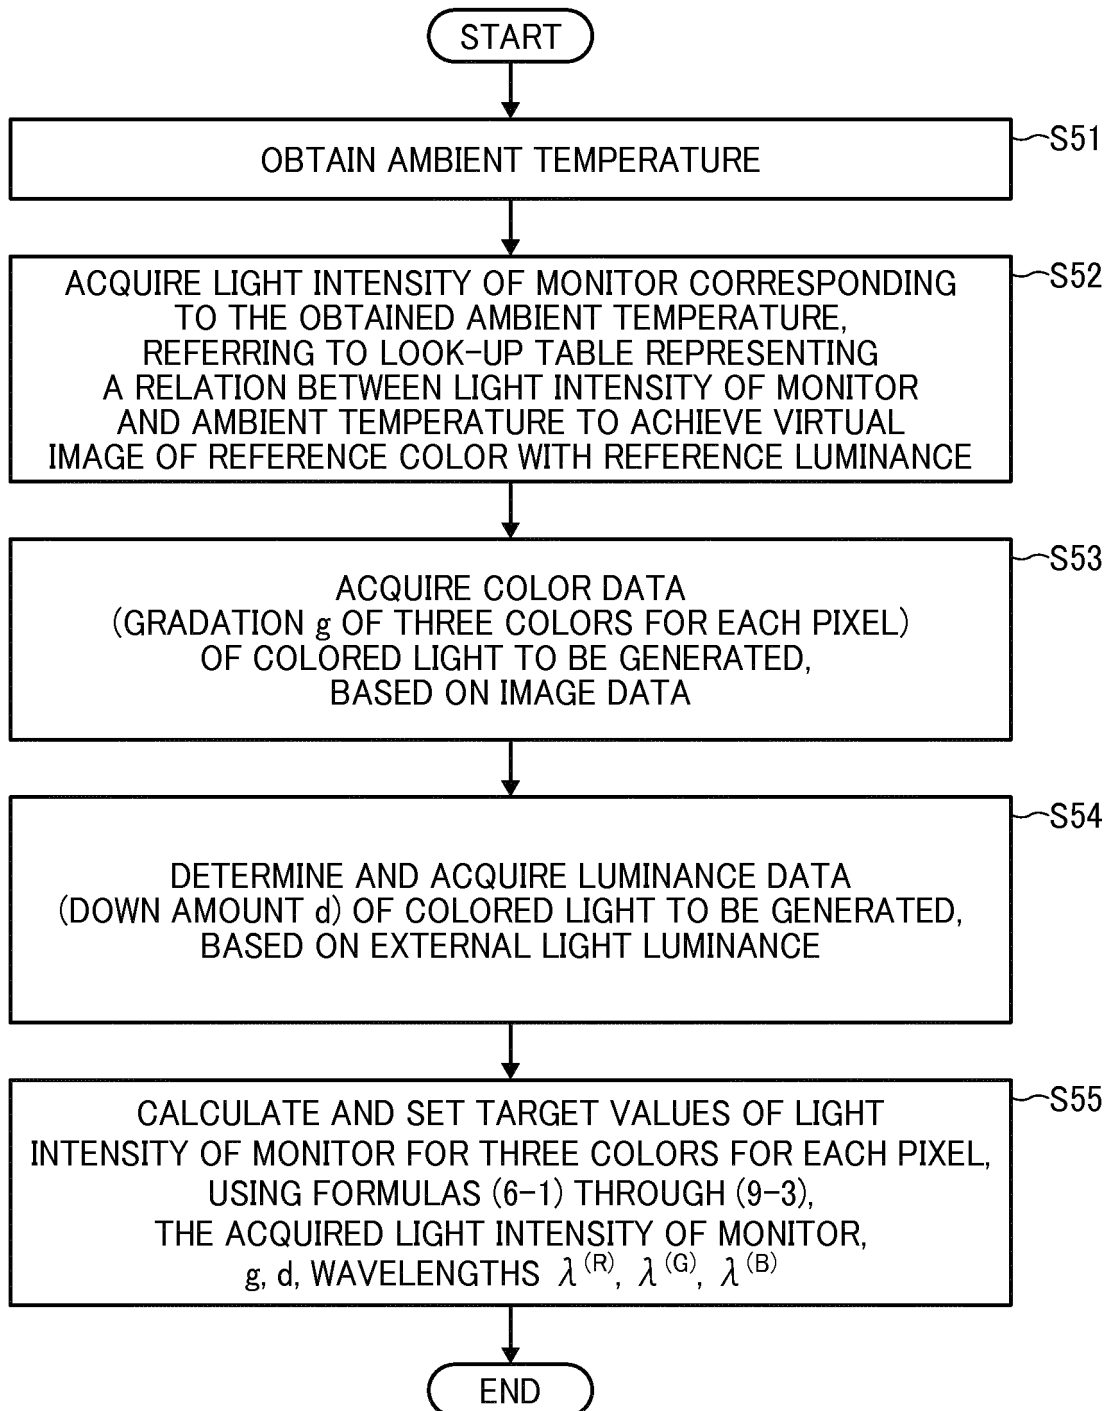 START
OBTAIN AMBIENT TEMPERATURE
S51
ACQUIRE LIGHT INTENSITY OF MONITOR CORRESPONDING
TO THE OBTAINED AMBIENT TEMPERATURE,
REFERRING TO LOOK-UP TABLE REPRESENTING
A RELATION BETWEEN LIGHT INTENSITY OF MONITOR
AND AMBIENT TEMPERATURE TO ACHIEVE VIRTUAL
IMAGE OF REFERENCE COLOR WITH REFERENCE LUMINANCE
S52
ACQUIRE COLOR DATA
(GRADATION g OF THREE COLORS FOR EACH PIXEL)
OF COLORED LIGHT TO BE GENERATED,
BASED ON IMAGE DATA
S53
DETERMINE AND ACQUIRE LUMINANCE DATA
(DOWN AMOUNT d) OF COLORED LIGHT TO BE GENERATED,
BASED ON EXTERNAL LIGHT LUMINANCE
S54
CALCULATE AND SET TARGET VALUES OF LIGHT
INTENSITY OF MONITOR FOR THREE COLORS FOR EACH PIXEL,
USING FORMULAS (6-1) THROUGH (9-3),
THE ACQUIRED LIGHT INTENSITY OF MONITOR,
g, d, WAVELENGTHS λ(R), λ(G), λ(B)
S55
END